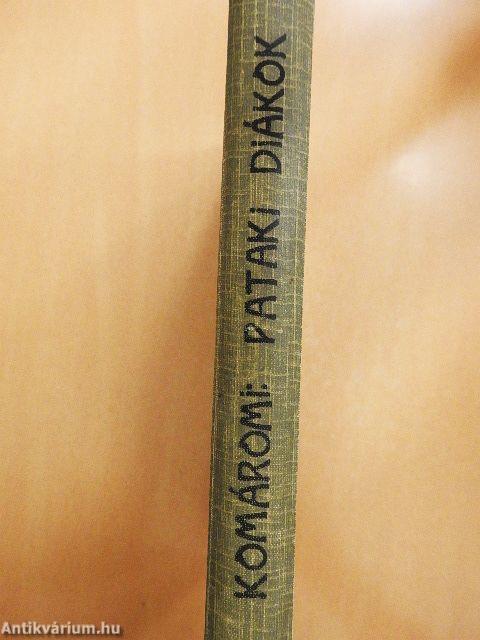 KOMÁROMI: PATAKI DIÁKOK
Antikvárium.hu